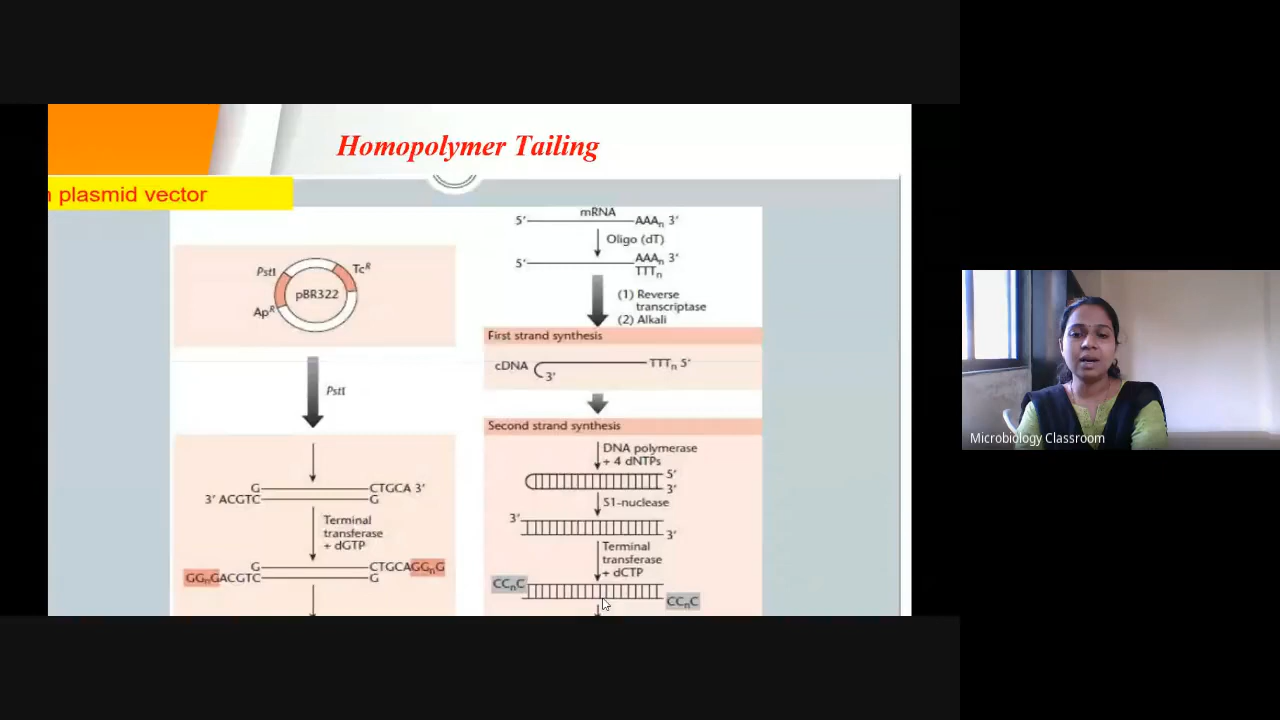 Homopolymer Tailing
plasmid vector
PstI
TcR
pBR322
ApR
PstI
G
CTGCA 3'
3' ACGTC
G
Terminal
transferase
+ dGTP
G
CTGCAGGnG
GGnGACGTC
G
mRNA
5'
AAAn 3'
Oligo (dT)
5'
AAAn 3'
TTTn
(1) Reverse
transcriptase
(2) Alkali
First strand synthesis
cDNA
TTTn 5'
3'
Second strand synthesis
DNA polymerase
+ 4 dNTPs
5'
3'
S1-nuclease
3'
3'
Terminal
transferase
+ dCTP
CCnC
CCnC
Microbiology Classroom